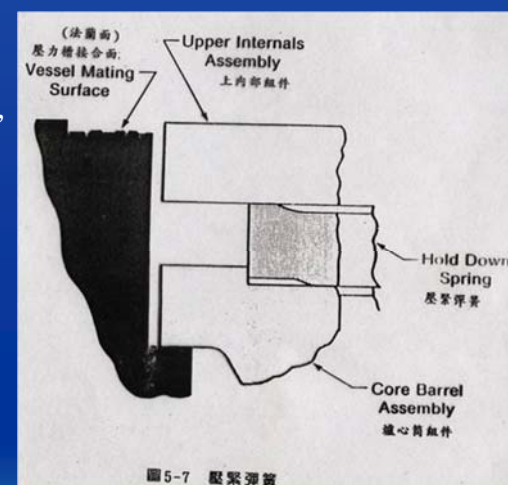 ,
(法蘭面)
壓力槽接合面:
Vessel Mating
Surface
Upper Internals
Assembly
上內部組件
Hold Down
Spring
壓緊彈簧
Core Barrel
Assembly
爐心筒組件
圖5-7 壓緊彈簧